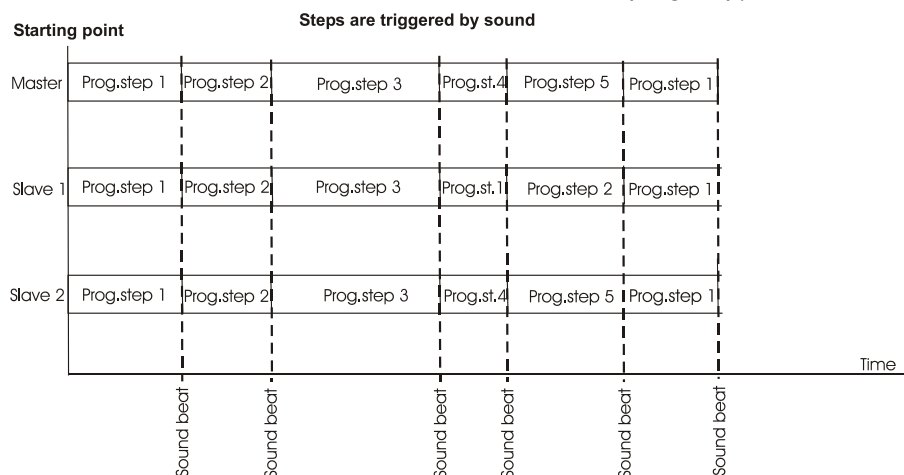 Steps are triggered by sound
Starting point
Master Prog.step 1 Prog.step 2 Prog.step 3 Prog.st.4 Prog.step 5 Prog.step 1
Slave 1 Prog.step 1 Prog.step 2 Prog.step 3 Prog.st.1 Prog.step 2 Prog.step 1
Slave 2 Prog.step 1 Prog.step 2 Prog.step 3 Prog.st.4 Prog.step 5 Prog.step 1
Time
Sound beat Sound beat Sound beat Sound beat Sound beat Sound beat